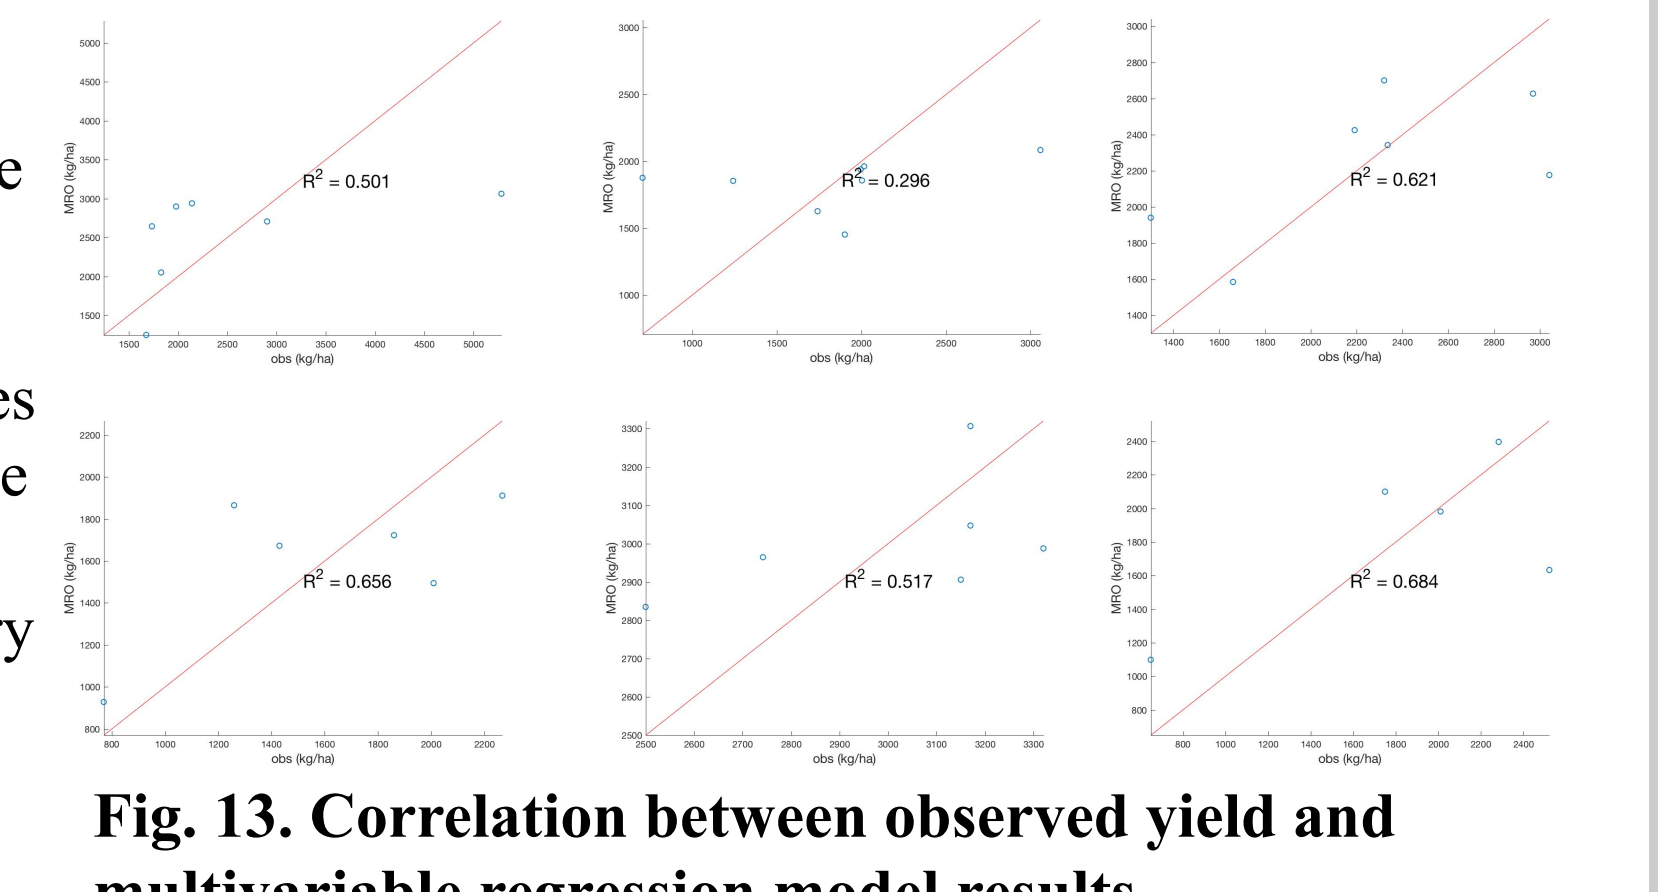 e
es
e
ry
5000
4500
4000
3500
3000
2500
2000
1500
MRO (kg/ha)
R2 = 0.501
1500 2000 2500 3000 3500 4000 4500 5000
obs (kg/ha)
3000
2500
2000
1500
1000
MRO (kg/ha)
R2 = 0.296
1000 1500 2000 2500 3000
obs (kg/ha)
3000
2800
2600
2400
2200
2000
1800
1600
1400
MRO (kg/ha)
R2 = 0.621
1400 1600 1800 2000 2200 2400 2600 2800 3000
obs (kg/ha)
2200
2000
1800
1600
1400
1200
1000
800
MRO (kg/ha)
R2 = 0.656
800 1000 1200 1400 1600 1800 2000 2200
obs (kg/ha)
3300
3200
3100
3000
2900
2800
2700
2600
2500
MRO (kg/ha)
R2 = 0.517
2500 2600 2700 2800 2900 3000 3100 3200 3300
obs (kg/ha)
2400
2200
2000
1800
1600
1400
1200
1000
800
MRO (kg/ha)
R2 = 0.684
800 1000 1200 1400 1600 1800 2000 2200 2400
obs (kg/ha)
Fig. 13. Correlation between observed yield and
multivariable regression model results